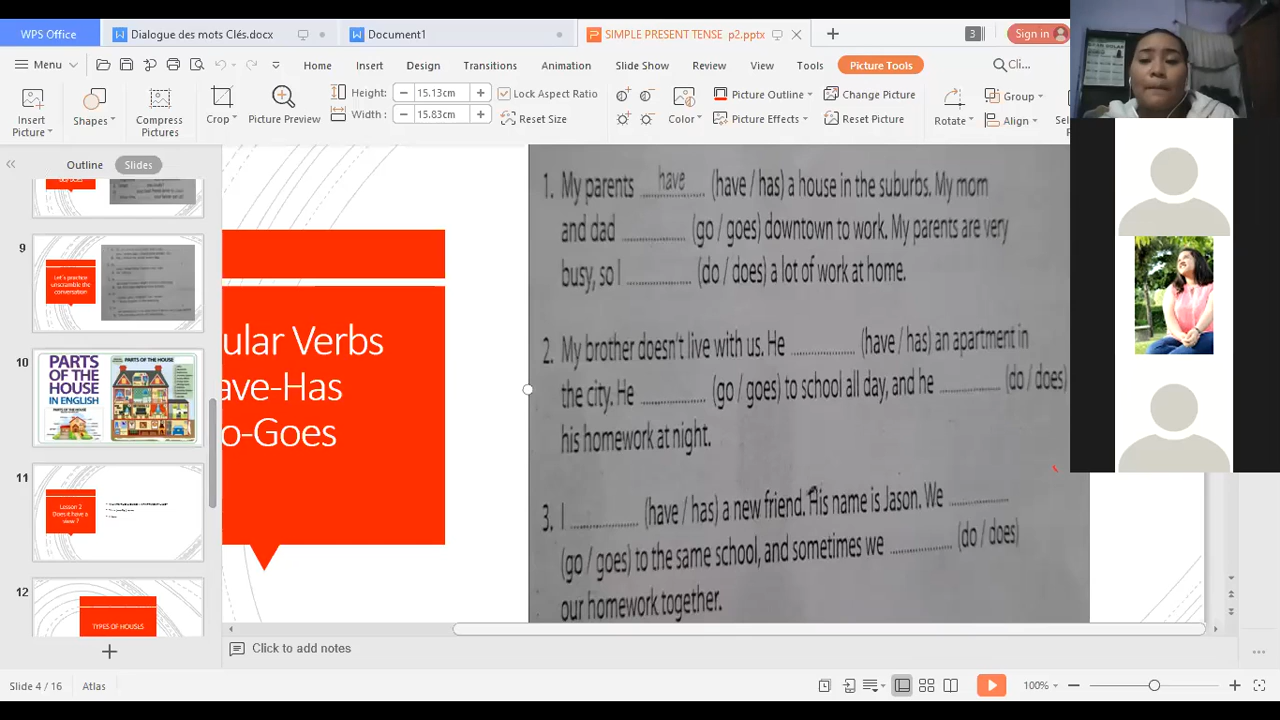 WPS Office
Dialogue des mots Clés.docx
Document1
SIMPLE PRESENT TENSE p2.pptx
3
Sign in
Menu
Home
Insert
Design
Transitions
Animation
Slide Show
Review
View
Tools
Picture Tools
Cli...
Insert Picture
Shapes
Compress Pictures
Crop
Picture Preview
Height: 15.13cm
Width : 15.83cm
Lock Aspect Ratio
Reset Size
Color
Picture Outline
Picture Effects
Change Picture
Reset Picture
Rotate
Group
Align
Outline
Slides
9
Let's practice
unscramble the
conversation
10
PARTS
OF THE
HOUSE
IN ENGLISH
PARTS OF THE HOUSE
11
Lesson 2
Does it have a
view ?
12
TYPES OF HOUSES
ular Verbs
ave-Has
o-Goes
1. My parents have (have / has) a house in the suburbs. My mom
and dad ............... (go / goes) downtown to work. My parents are very
busy, so I ............... (do / does) a lot of work at home.
2. My brother doesn't live with us. He ............... (have / has) an apartment in
the city. He ............... (go / goes) to school all day, and he ............... (do / does)
his homework at night.
3. I ............... (have / has) a new friend. His name is Jason. We ...............
(go / goes) to the same school, and sometimes we ............... (do / does)
our homework together.
Click to add notes
Slide 4 / 16
Atlas
100%